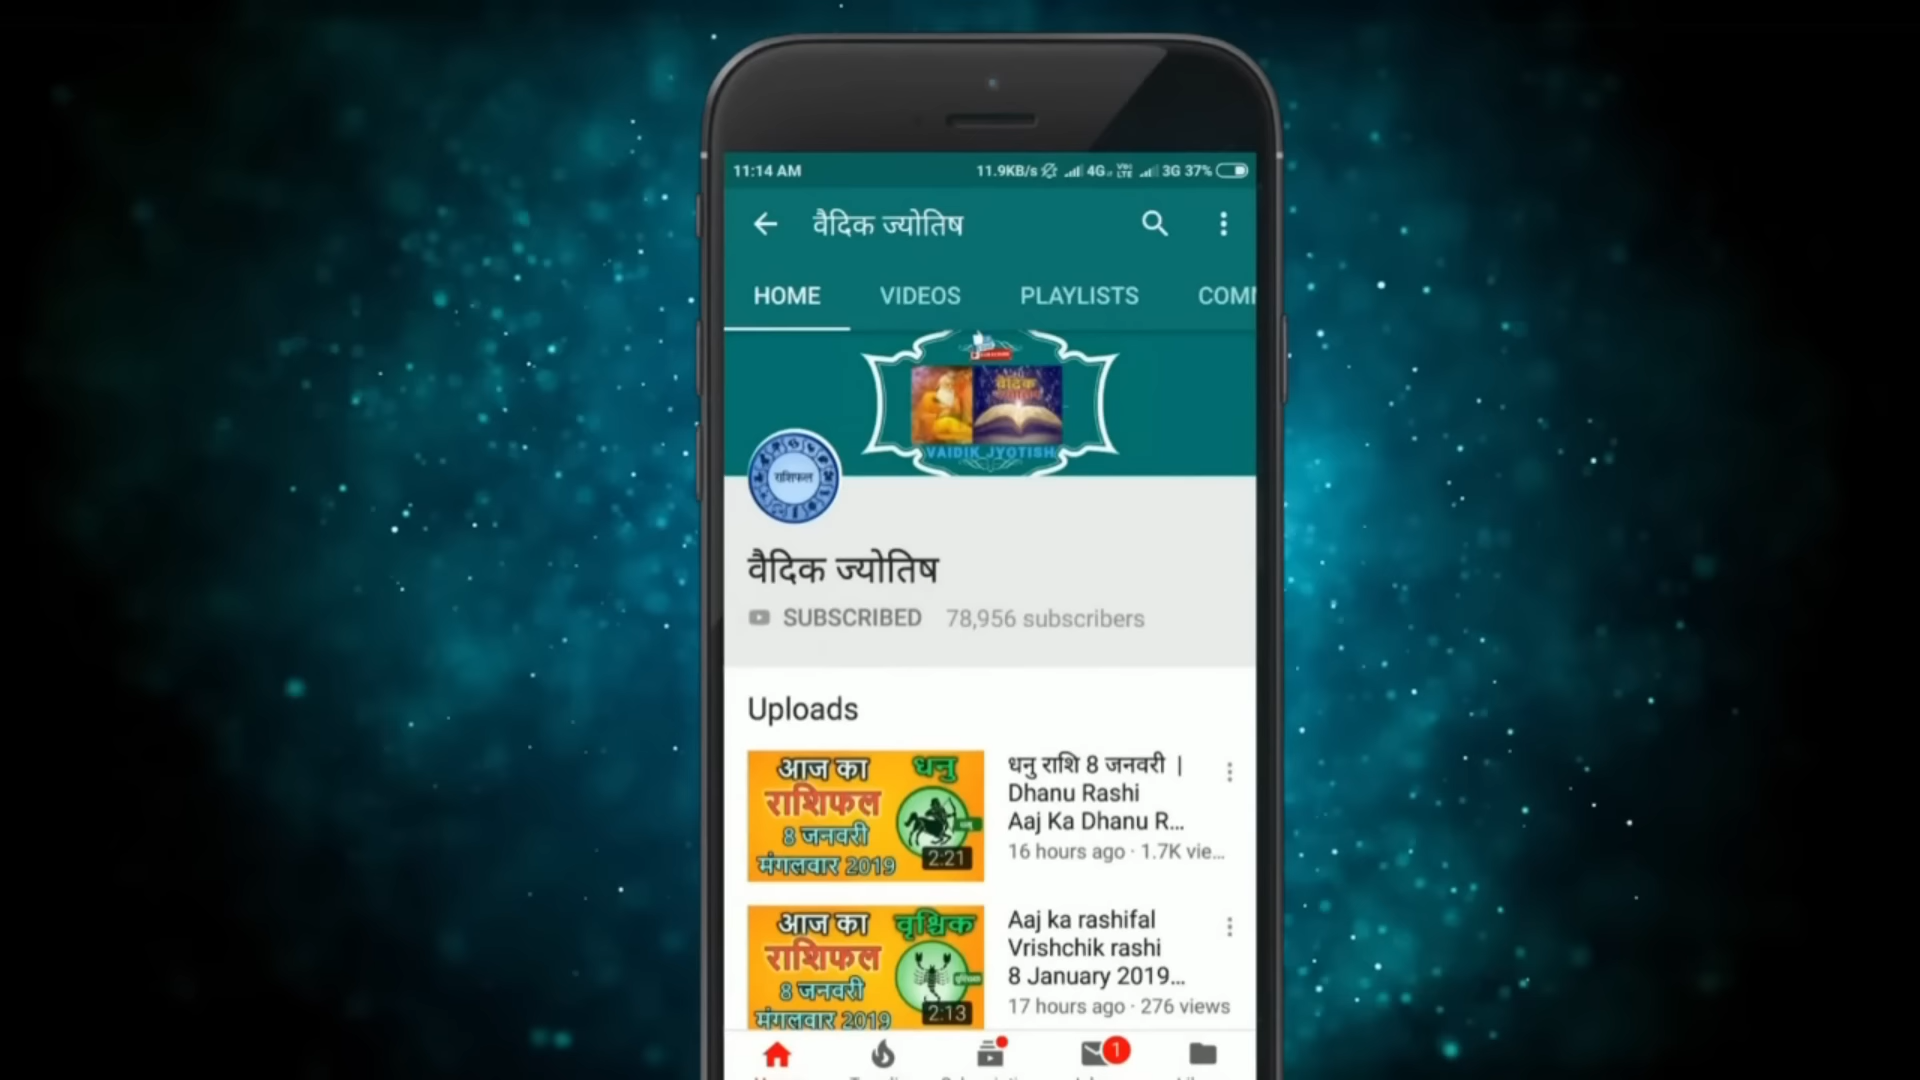 11:14 AM 11.9KB/s 4G VoLTE 3G 37%
वैदिक ज्योतिष
HOME VIDEOS PLAYLISTS COM
वैदिक
VAIDIK JYOTISH
राशिफल
वैदिक ज्योतिष
SUBSCRIBED 78,956 subscribers
Uploads
आज का धनु
राशिफल
8 जनवरी
मंगलवार 2019
2:21
धनु राशि 8 जनवरी |
Dhanu Rashi
Aaj Ka Dhanu R...
16 hours ago · 1.7K vie...
आज का वृश्चिक
राशिफल
8 जनवरी
मंगलवार 2019
2:13
Aaj ka rashifal
Vrishchik rashi
8 January 2019...
17 hours ago · 276 views
1